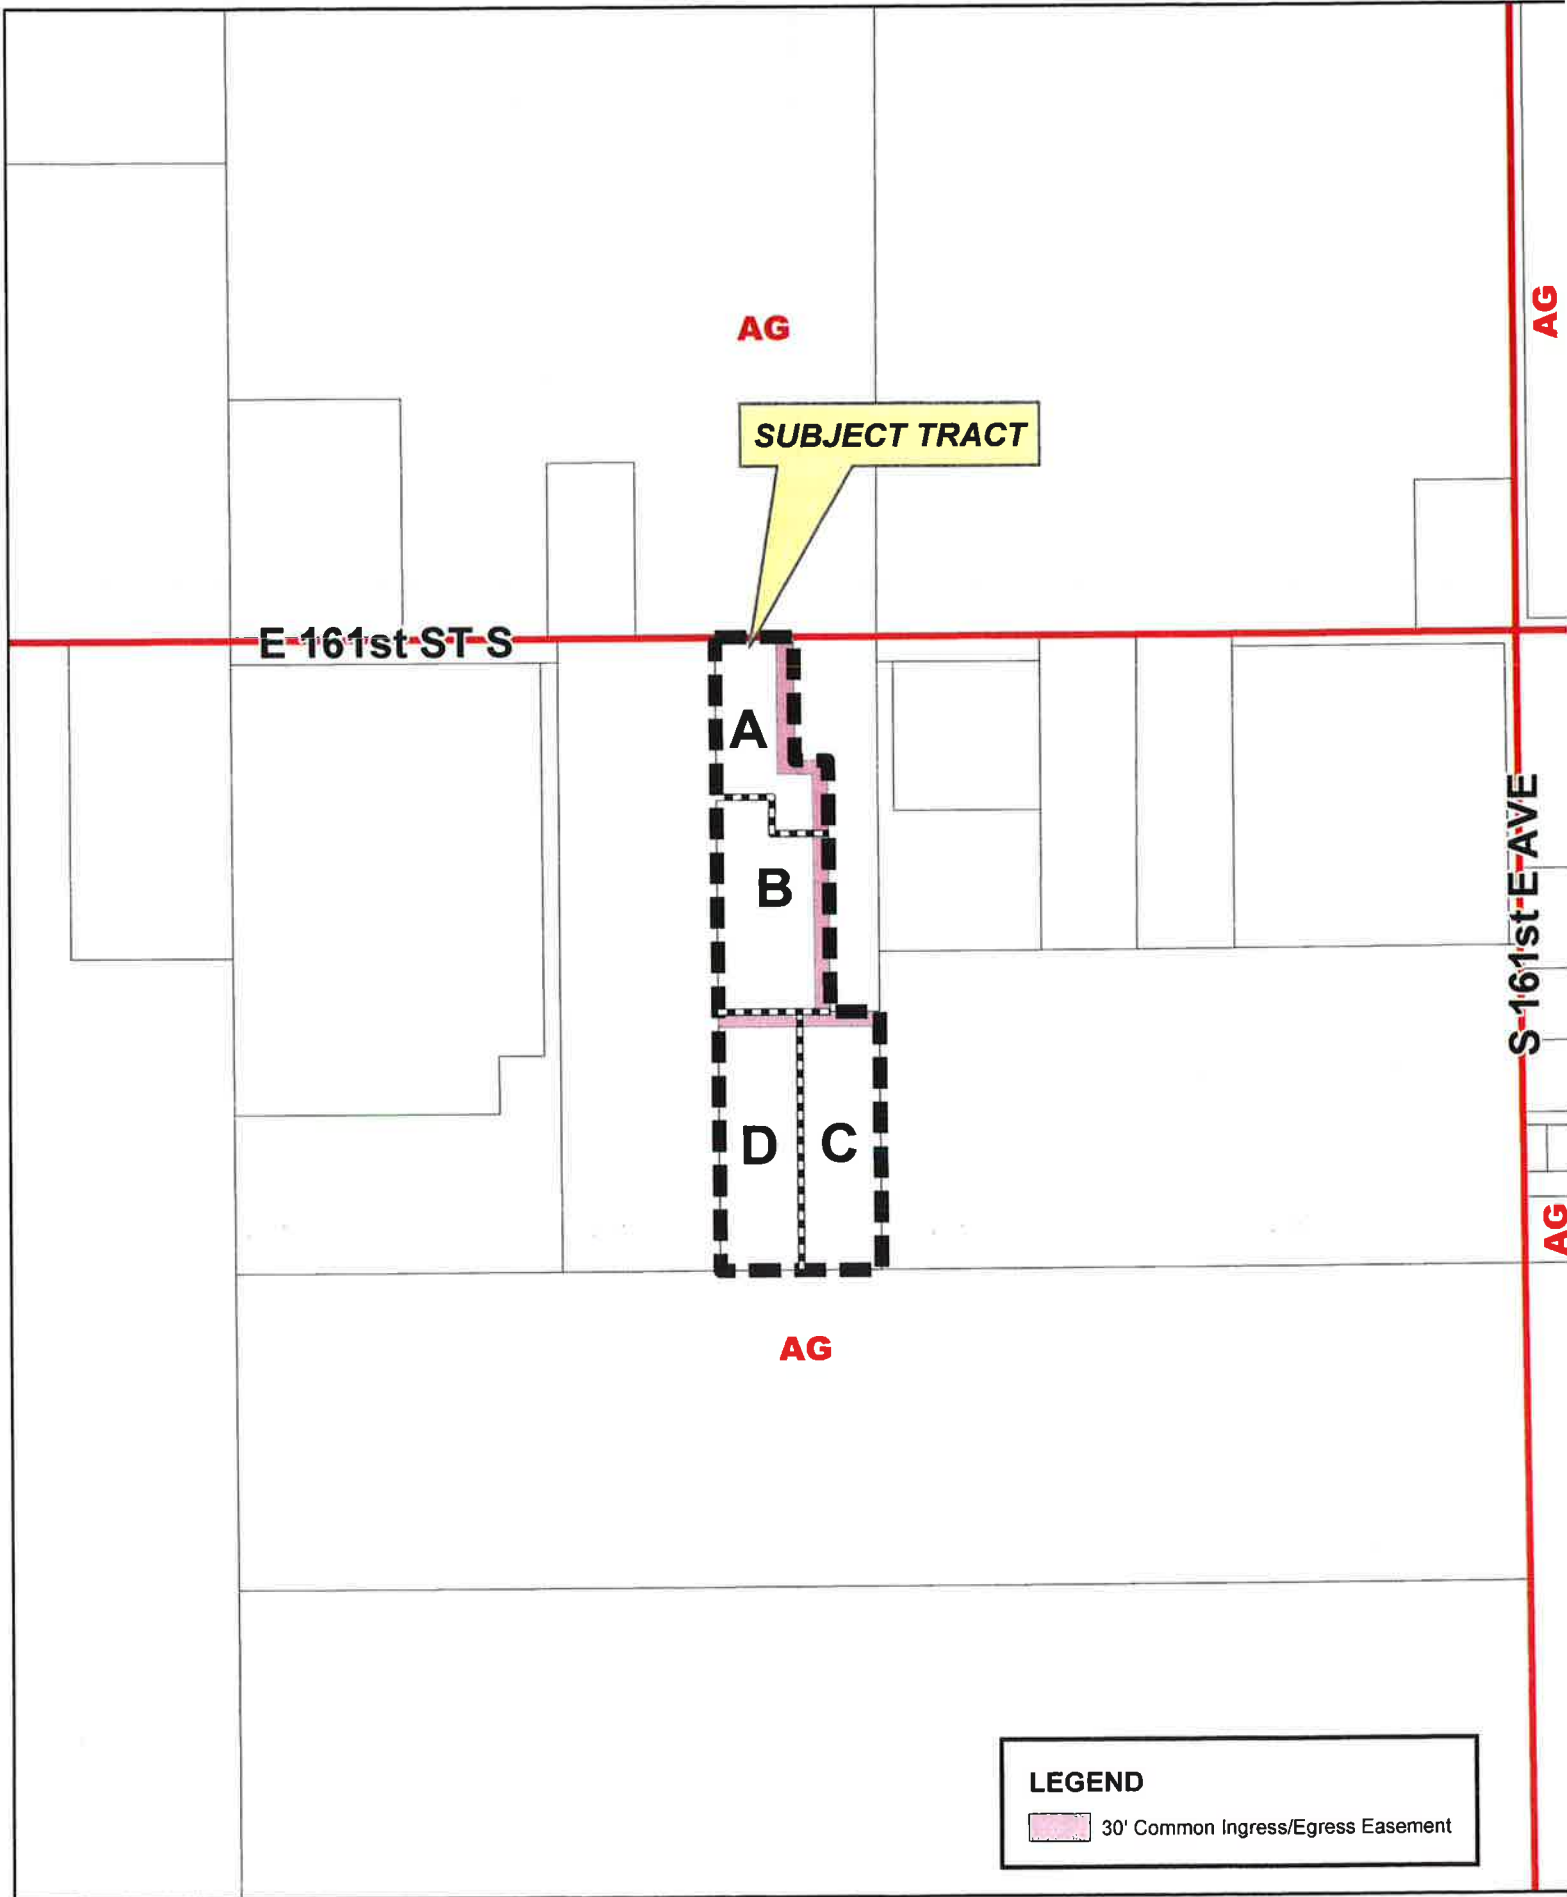 AG
AG
SUBJECT TRACT
E 161st ST S
A
B
S 161st E AVE
D
C
AG
AG
LEGEND
30' Common Ingress/Egress Easement